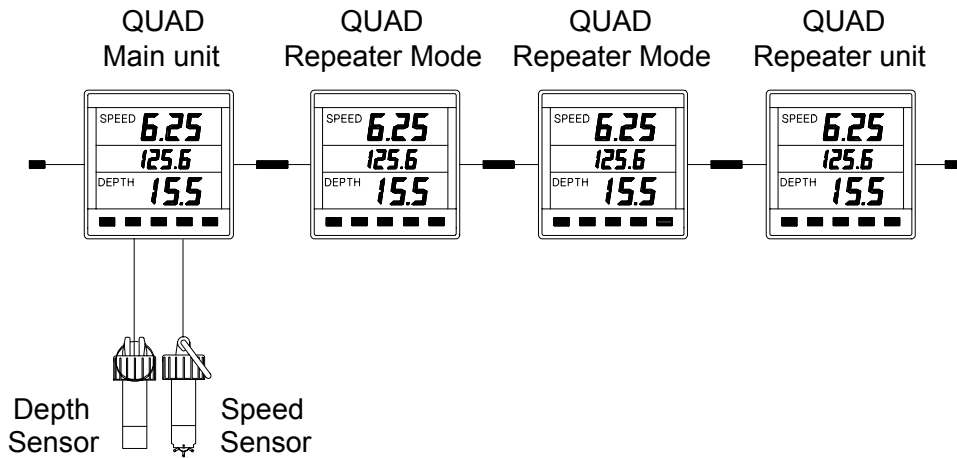 QUAD
Main unit
QUAD
Repeater Mode
QUAD
Repeater Mode
QUAD
Repeater unit
SPEED 6.25
125.6
DEPTH 15.5
SPEED 6.25
125.6
DEPTH 15.5
SPEED 6.25
125.6
DEPTH 15.5
SPEED 6.25
125.6
DEPTH 15.5
Depth
Sensor
Speed
Sensor